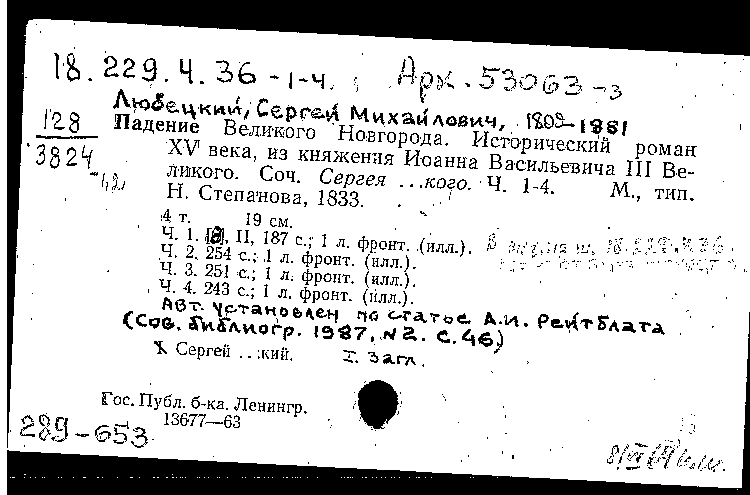 18.229.4.36-1-4. Арк. 53063-3
Любецкий, Сергей Михайлович, 1809-1881
128
3824
Падение Великого Новгорода. Исторический роман
XV века, из княжения Иоанна Васильевича III Ве-
ликого. Соч. Сергея ...кого. Ч. 1-4. М., тип.
Н. Степанова, 1833.
4 т. 19 см.
Ч. 1. II, 187 с.; 1 л. фронт. (илл.).
Ч. 2. 254 с.; 1 л. фронт. (илл.).
Ч. 3. 251 с.; 1 л. фронт. (илл.).
Ч. 4. 243 с.; 1 л. фронт. (илл.).
Авт. установлен по статье А.И. Рейтблата
(Сов. библиогр. 1987, №2. С.46)
Сергей ...кий. I. Загл.
Гос. Публ. б-ка. Ленингр.
13677—63
289-653